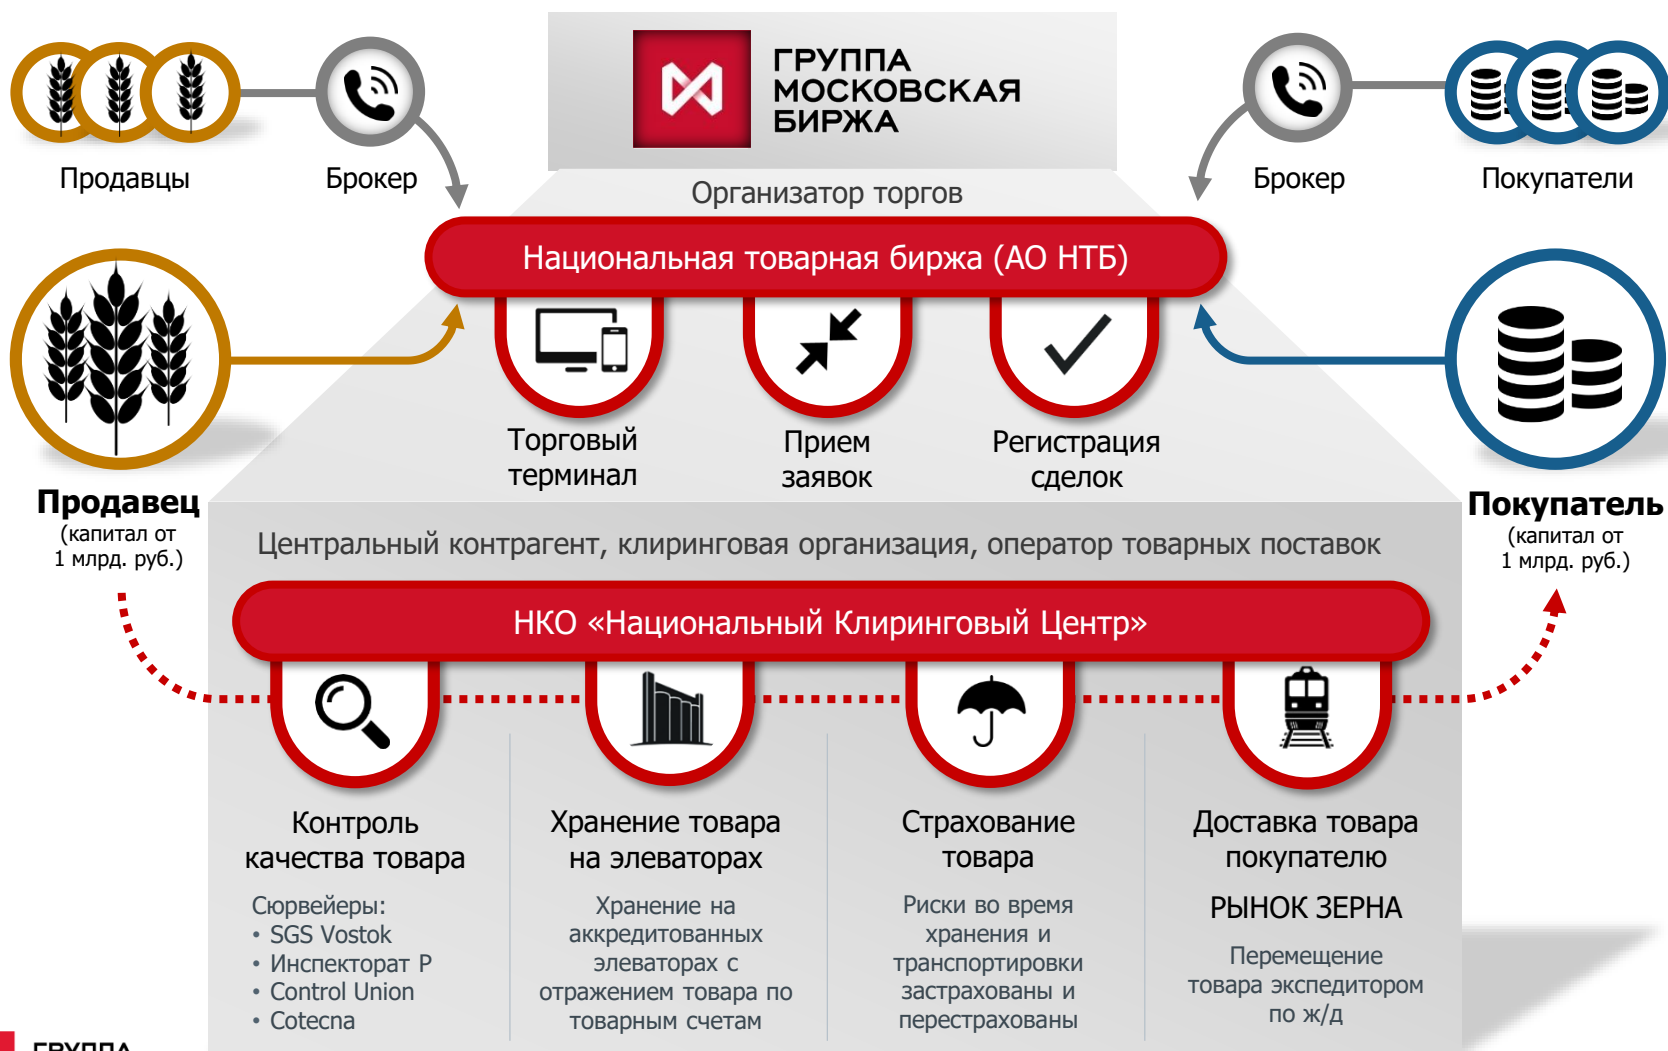 ГРУППА
МОСКОВСКАЯ
БИРЖА
Продавцы
Брокер
Брокер
Покупатели
Организатор торгов
Национальная товарная биржа (АО НТБ)
Торговый
терминал
Прием
заявок
Регистрация
сделок
Продавец
(капитал от
1 млрд. руб.)
Покупатель
(капитал от
1 млрд. руб.)
Центральный контрагент, клиринговая организация, оператор товарных поставок
НКО «Национальный Клиринговый Центр»
Контроль
качества товара
Сюрвейеры:
• SGS Vostok
• Инспекторат Р
• Control Union
• Cotecna
Хранение товара
на элеваторах
Хранение на
аккредитованных
элеваторах с
отражением товара по
товарным счетам
Страхование
товара
Риски во время
хранения и
транспортировки
застрахованы и
перестрахованы
Доставка товара
покупателю
РЫНОК ЗЕРНА
Перемещение
товара экспедитором
по ж/д
ГРУППА